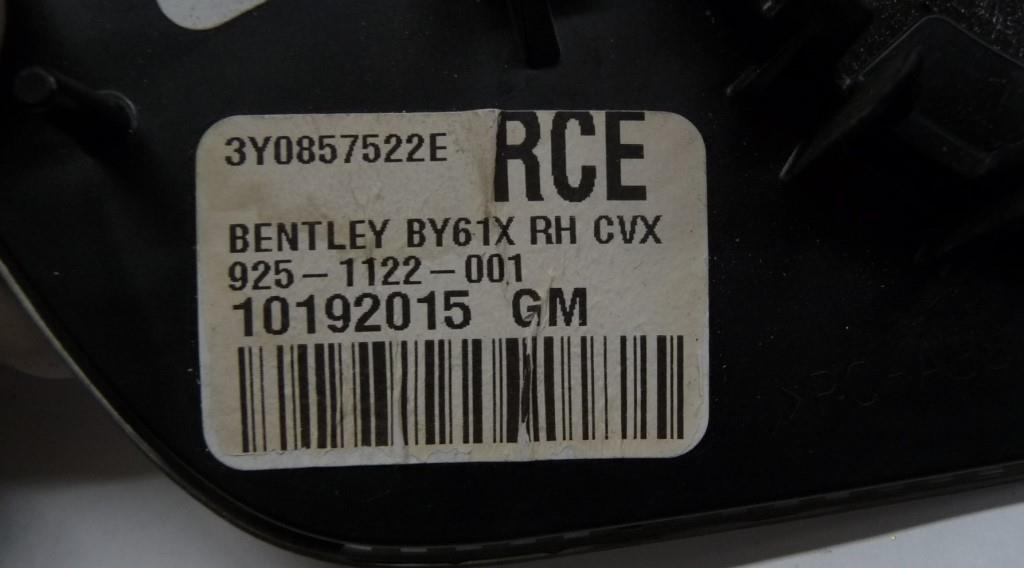 3Y0857522E RCE
BENTLEY BY61X RH CVX
925-1122-001
10192015 GM